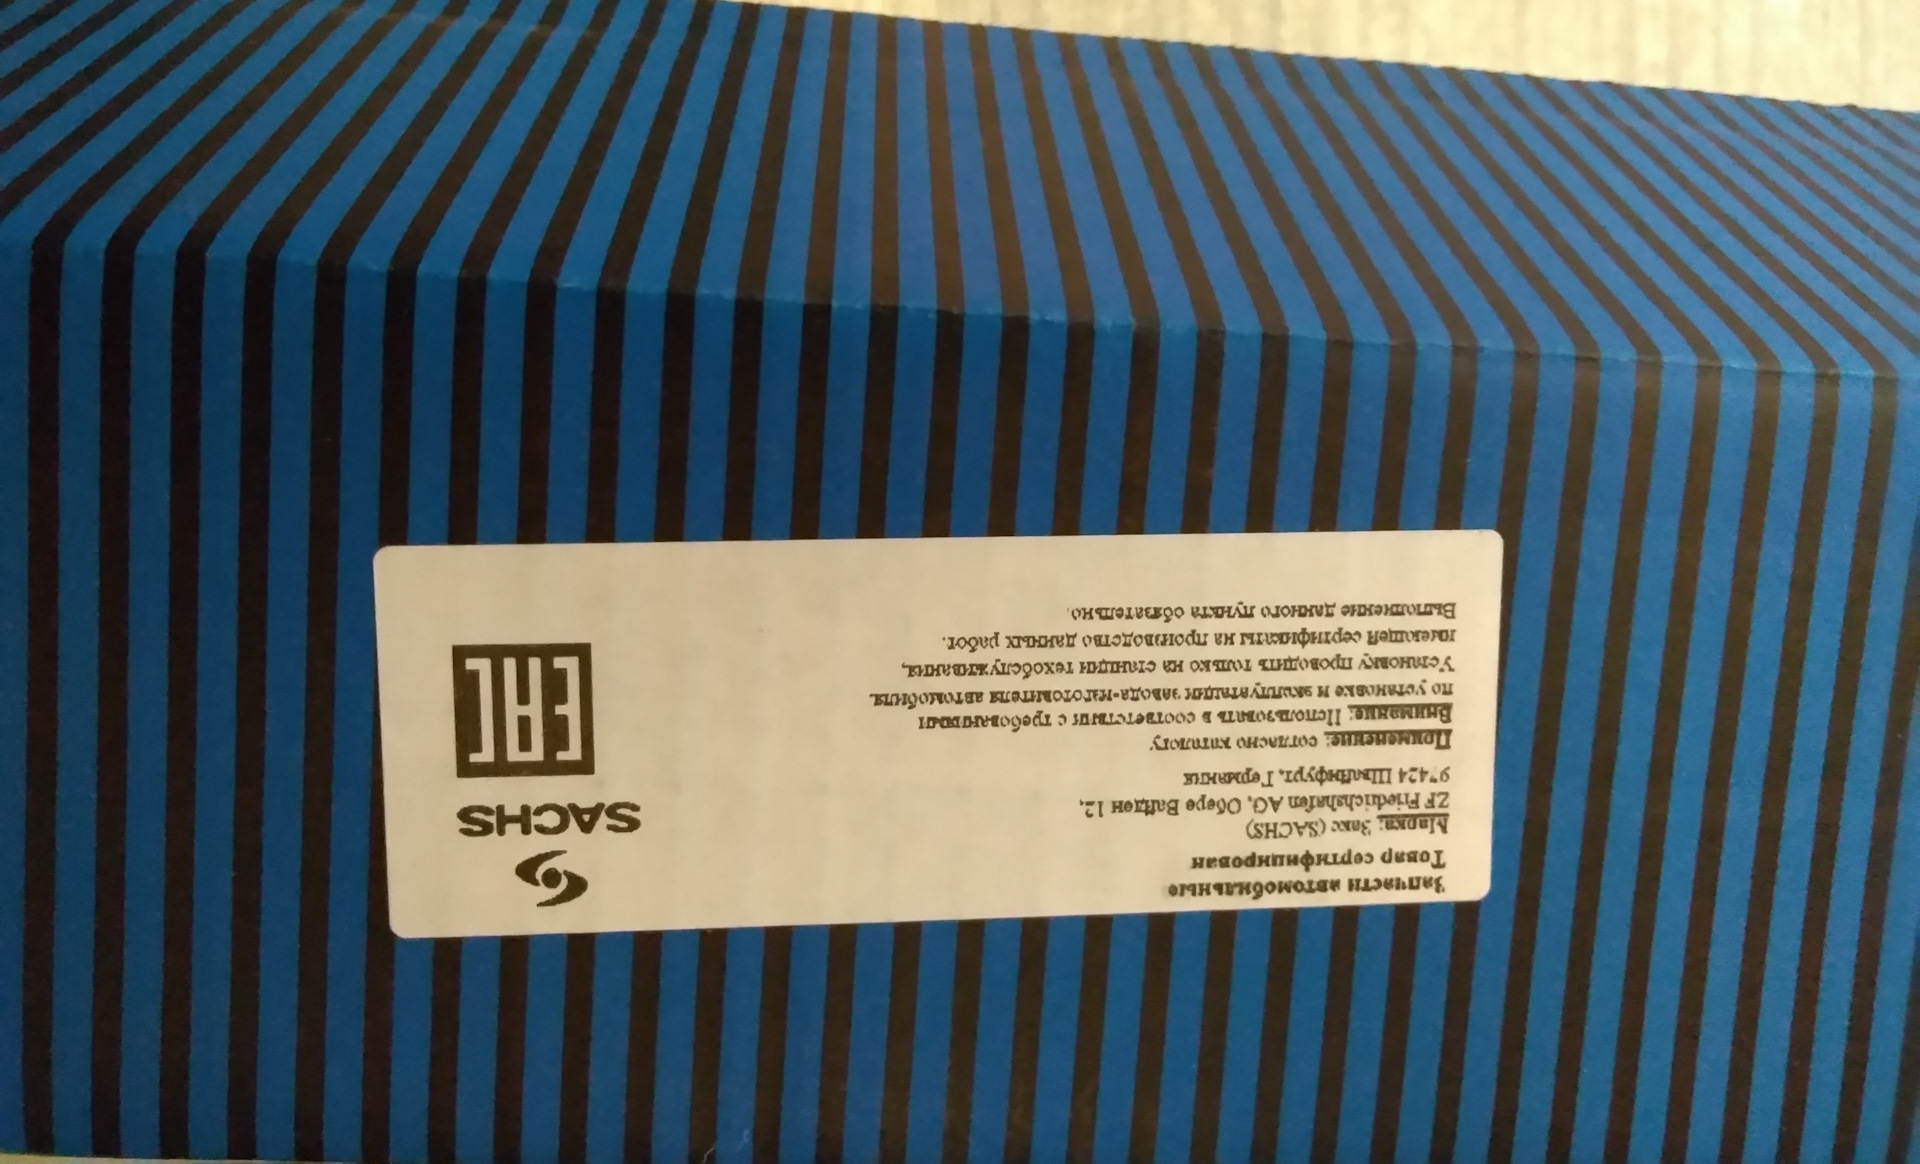 Запчасти автомобильные
Товар сертифицирован
Марка: Закс (SACHS)
ZF Friedrichshafen AG, Обере Вайден 12,
97424 Швайнфурт, Германия
Применение: согласно каталогу
Внимание: Использовать в соответствии с требованиями
по установке и эксплуатации завода-изготовителя автомобиля.
Установку проводить только на станции техобслуживания,
имеющей сертификаты на производство данных работ.
Выполнение данного пункта обязательно.
SACHS
EAC